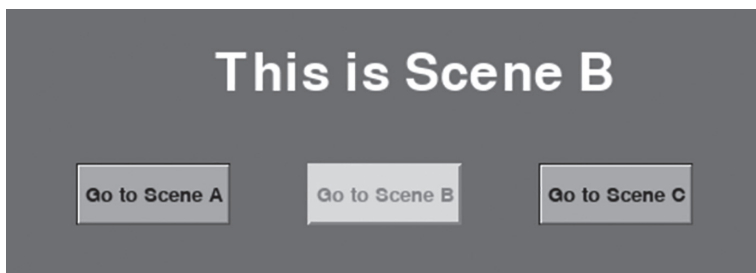 This is Scene B
Go to Scene A
Go to Scene B
Go to Scene C